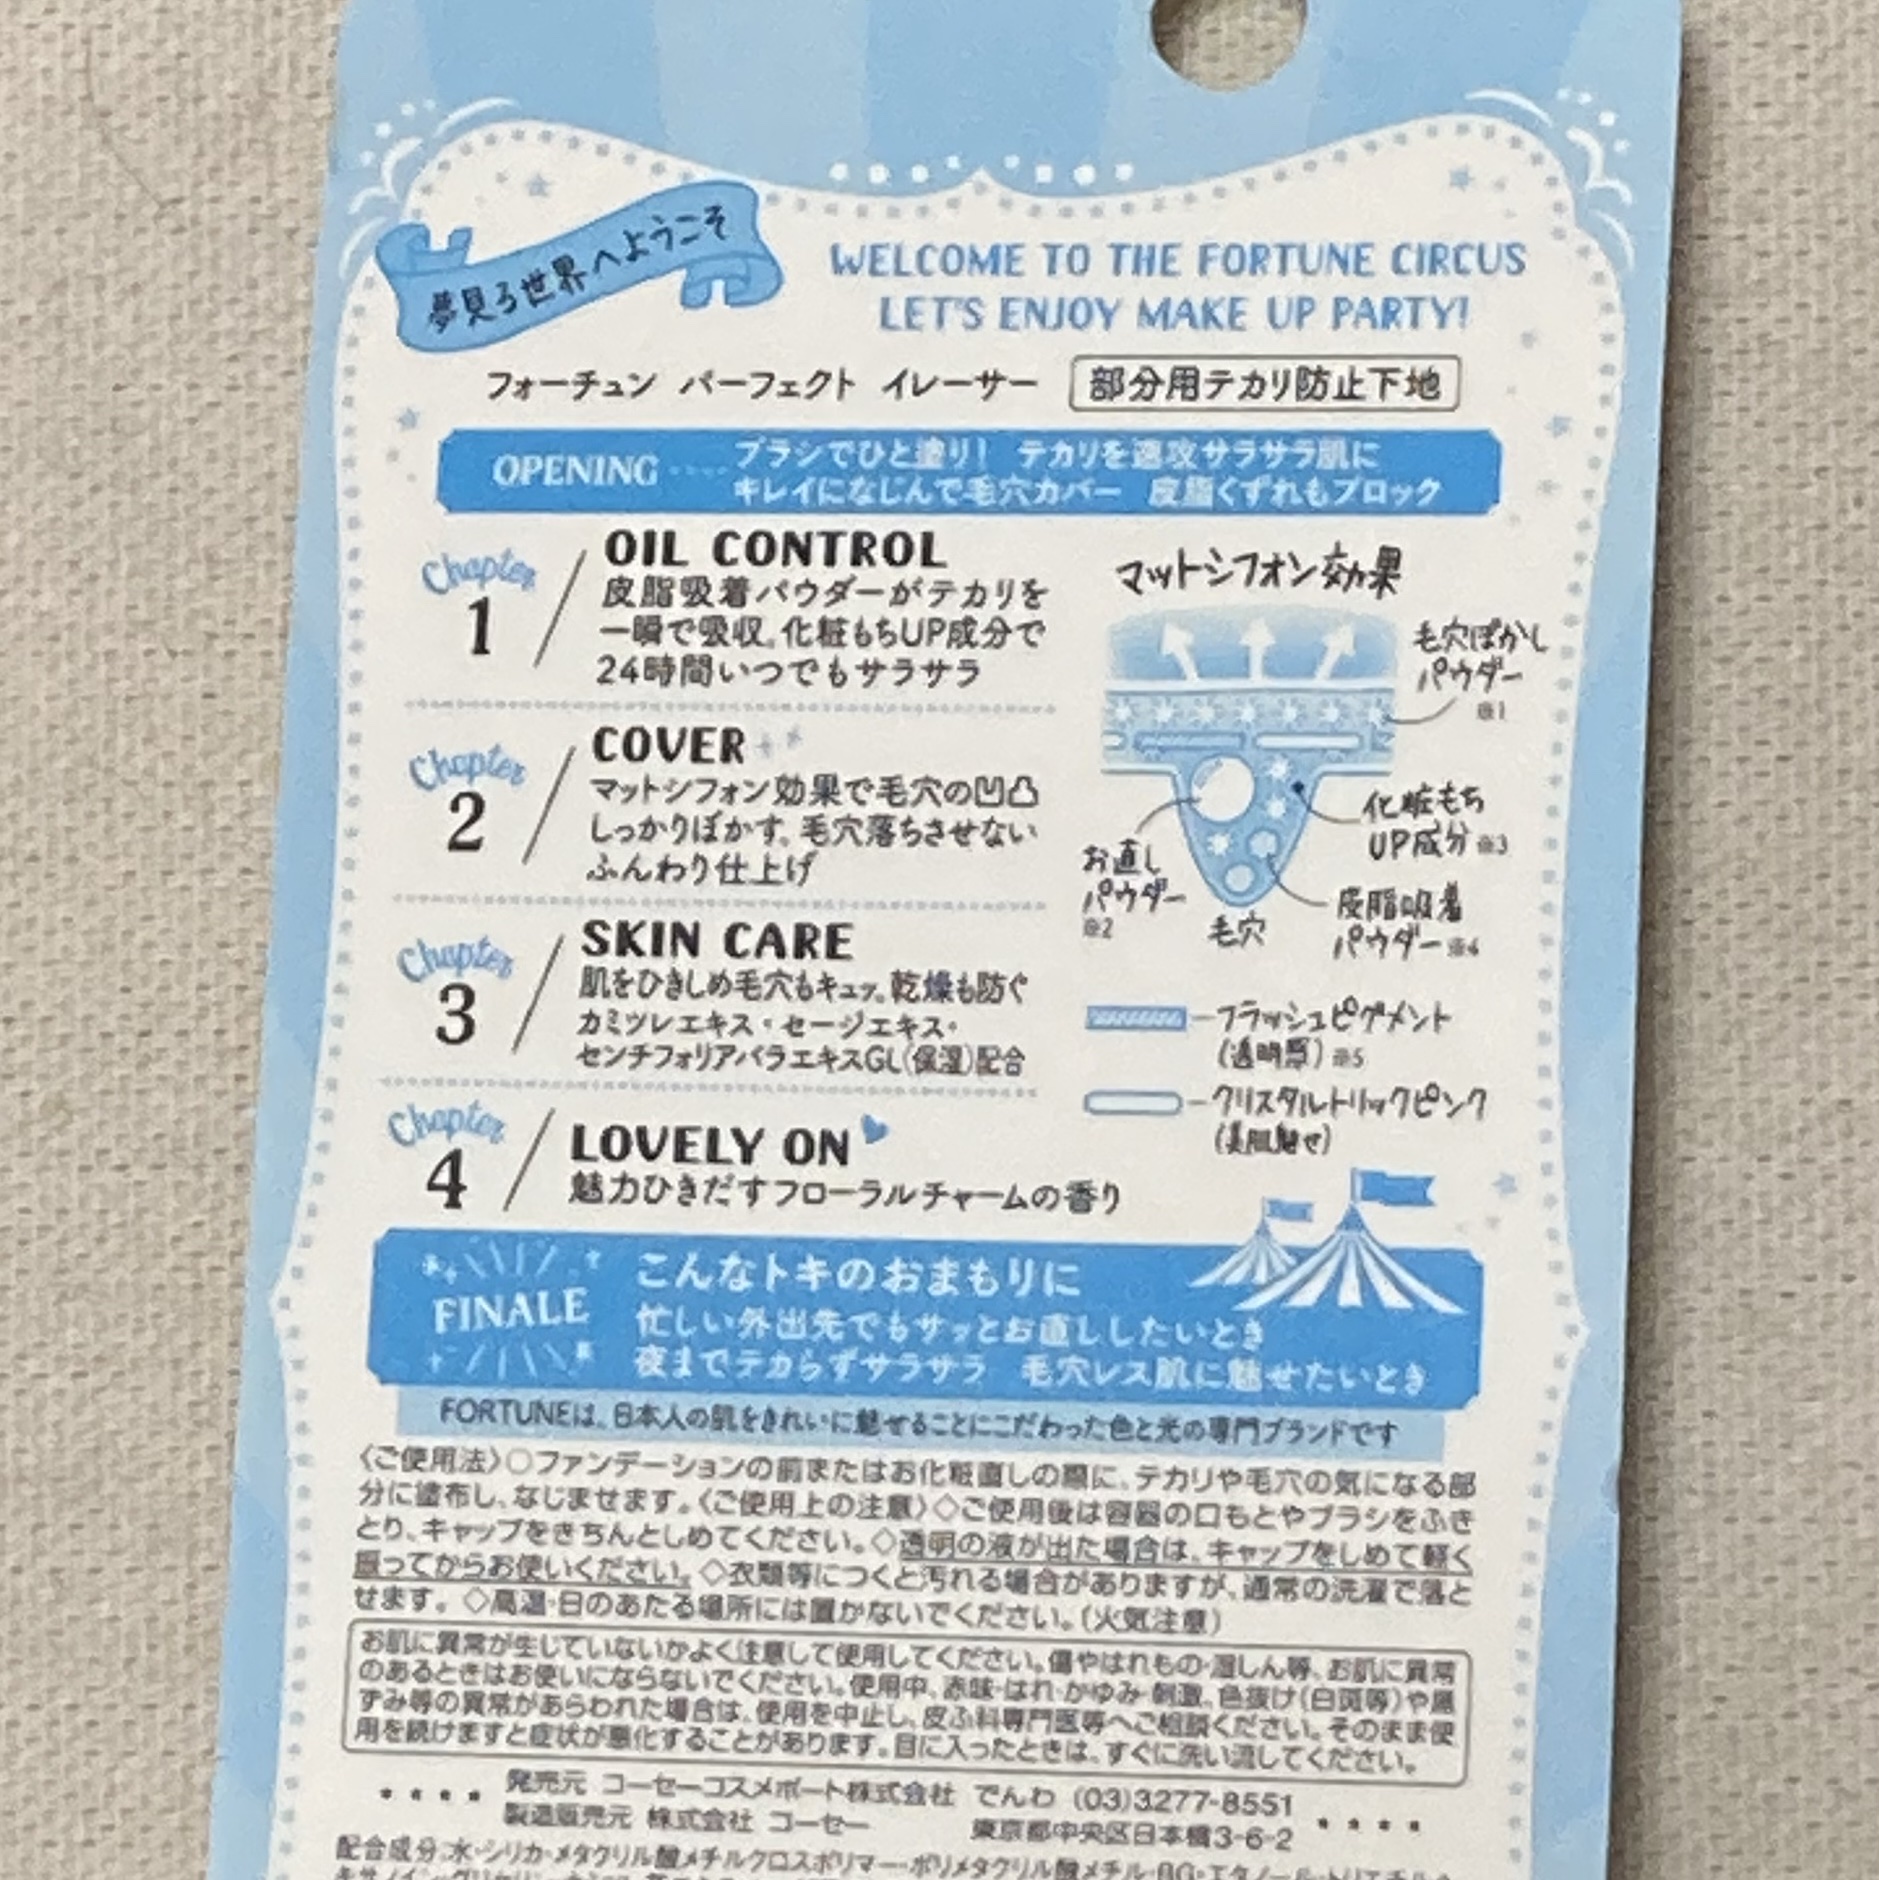 夢見る世界へようこそ
WELCOME TO THE FORTUNE CIRCUS
LET'S ENJOY MAKE UP PARTY!
フォーチュン パーフェクト イレーサー 部分用テカリ防止下地
OPENING ブラシでひと塗り! テカリを速攻サラサラ肌に
キレイになじんで毛穴カバー 皮脂くずれもブロック
Chapter 1
OIL CONTROL
皮脂吸着パウダーがテカリを
一瞬で吸収。化粧もちUP成分で
24時間いつでもサラサラ
Chapter 2
COVER
マットシフォン効果で毛穴の凹凸
しっかりぼかす。毛穴落ちさせない
ふんわり仕上げ
Chapter 3
SKIN CARE
肌をひきしめ毛穴もキュッ。乾燥も防ぐ
カミツレエキス・セージエキス・
センチフォリアバラエキスGL(保湿)配合
Chapter 4
LOVELY ON
魅力ひきだすフローラルチャームの香り
マットシフォン効果
毛穴ぼかし
パウダー
※1
化粧もち
UP成分※3
お直し
パウダー
※2
毛穴
皮脂吸着
パウダー※4
フラッシュピグメント
(透明感)※5
クリスタルトリックピンク
(美肌魅せ)
FINALE
こんなトキのおまもりに
忙しい外出先でもサッとお直ししたいとき
夜までテカらずサラサラ 毛穴レス肌に魅せたいとき
FORTUNEは、日本人の肌をきれいに魅せることにこだわった色と光の専門ブランドです
〈ご使用法〉○ファンデーションの前またはお化粧直しの際に、テカリや毛穴の気になる部
分に塗布し、なじませます。〈ご使用上の注意〉◇ご使用後は容器の口もとやブラシをふき
とり、キャップをきちんとしめてください。◇透明の液が出た場合は、キャップをしめて軽く
振ってからお使いください。◇衣類等につくと汚れる場合がありますが、通常の洗濯で落と
せます。◇高温・日のあたる場所には置かないでください。(火気注意)
お肌に異常が生じていないかよく注意して使用してください。傷やはれもの・湿しん等、お肌に異常
のあるときはお使いにならないでください。使用中、赤味・はれ・かゆみ・刺激、色抜け(白斑等)や黒
ずみ等の異常があらわれた場合は、使用を中止し、皮ふ科専門医等へご相談ください。そのまま使
用を続けますと症状が悪化することがあります。目に入ったときは、すぐに洗い流してください。
発売元 コーセーコスメポート株式会社 でんわ (03)3277-8551
製造販売元 株式会社 コーセー 東京都中央区日本橋3-6-2
配合成分:水・シリカ・メタクリル酸メチルクロスポリマー・ポリメタクリル酸メチル・BG・エタノール・